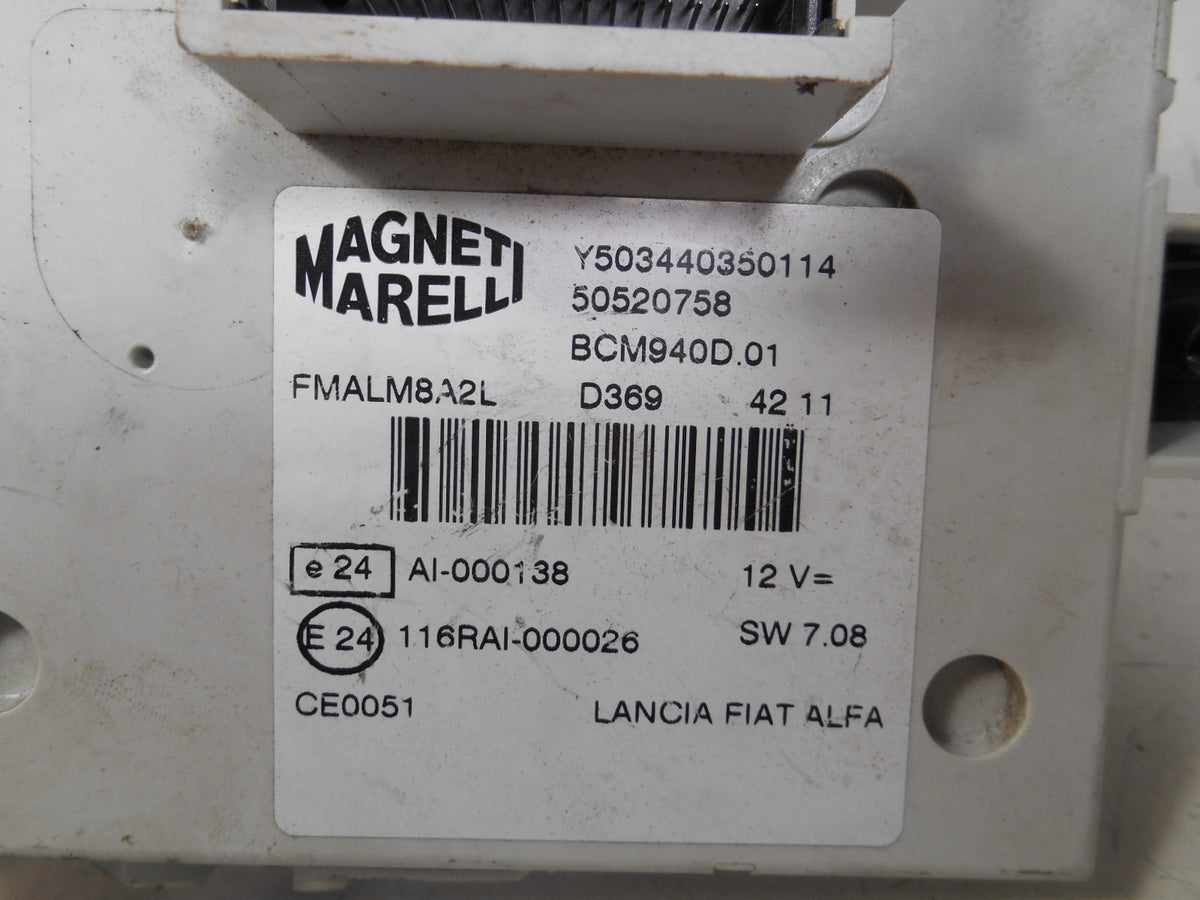 MAGNETI
MARELLI
Y503440350114
50520758
BCM940D.01
FMALM8A2L D369 42 11
e 24 AI-000138 12 V=
E 24 116RAI-000026 SW 7.08
CE0051 LANCIA FIAT ALFA